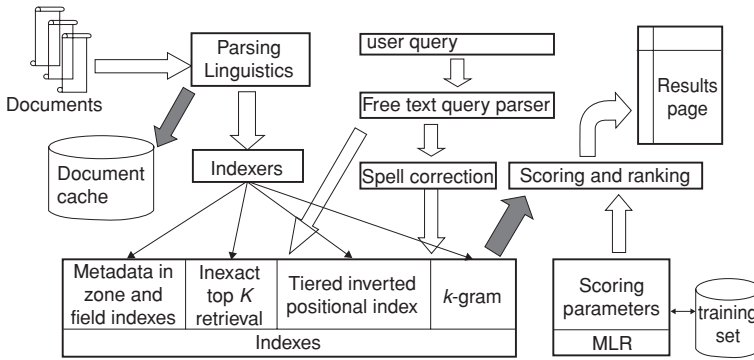 Documents
Parsing
Linguistics
user query
Free text query parser
Results
page
Document
cache
Indexers
Spell correction
Scoring and ranking
Metadata in
zone and
field indexes
Inexact
top K
retrieval
Tiered inverted
positional index
k-gram
Indexes
Scoring
parameters
MLR
training
set